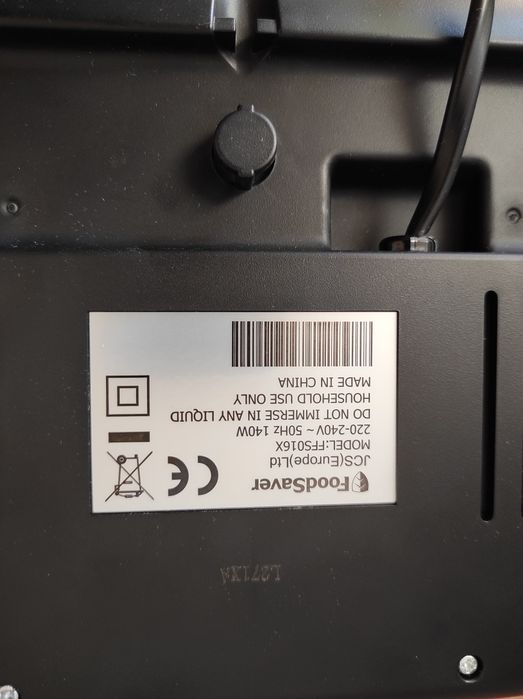 FoodSaver
JCS(Europe)Ltd
MODEL:FFS016X
220-240V ~ 50Hz 140W
DO NOT IMMERSE IN ANY LIQUID
HOUSEHOLD USE ONLY
MADE IN CHINA
CE